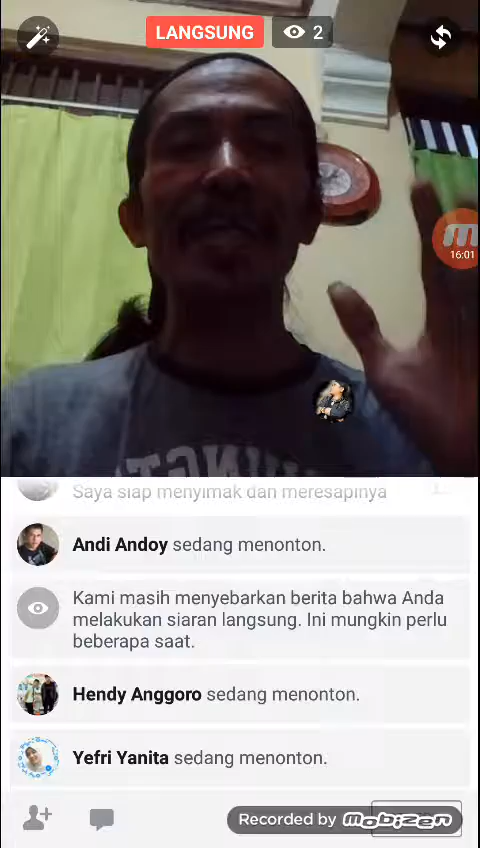 LANGSUNG 2
16:01
Saya siap menyimak dan meresapinya
Andi Andoy sedang menonton.
Kami masih menyebarkan berita bahwa Anda
melakukan siaran langsung. Ini mungkin perlu
beberapa saat.
Hendy Anggoro sedang menonton.
Yefri Yanita sedang menonton.
Recorded by mobizen